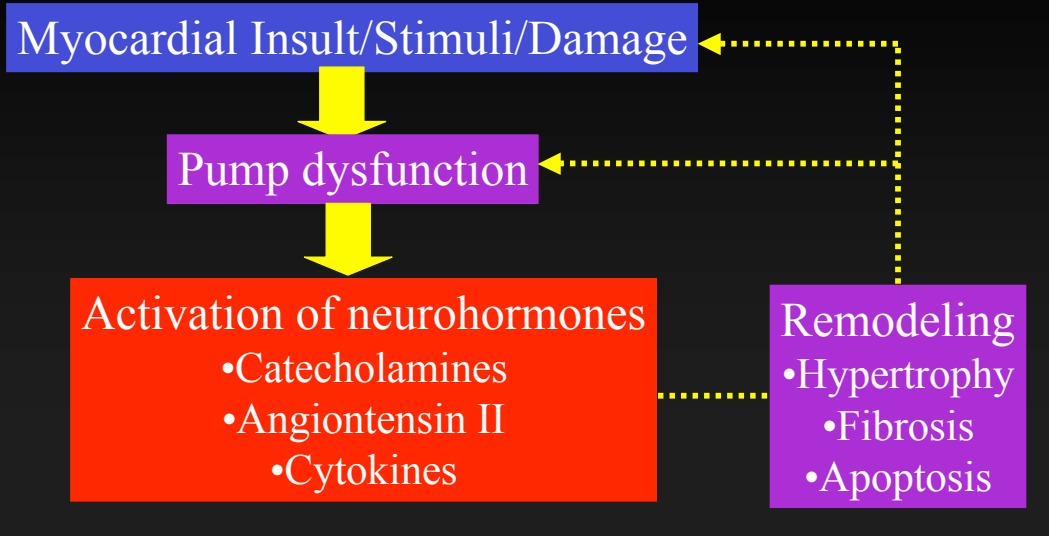 Myocardial Insult/Stimuli/Damage
Pump dysfunction
Activation of neurohormones
•Catecholamines
•Angiontensin II
•Cytokines
Remodeling
•Hypertrophy
•Fibrosis
•Apoptosis